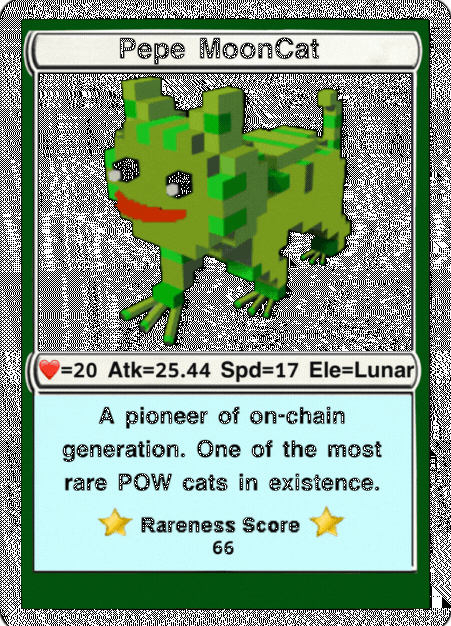 Pepe MoonCat
❤️=20 Atk=25.44 Spd=17 Ele=Lunar
A pioneer of on-chain
generation. One of the most
rare POW cats in existence.
⭐ Rareness Score ⭐
66